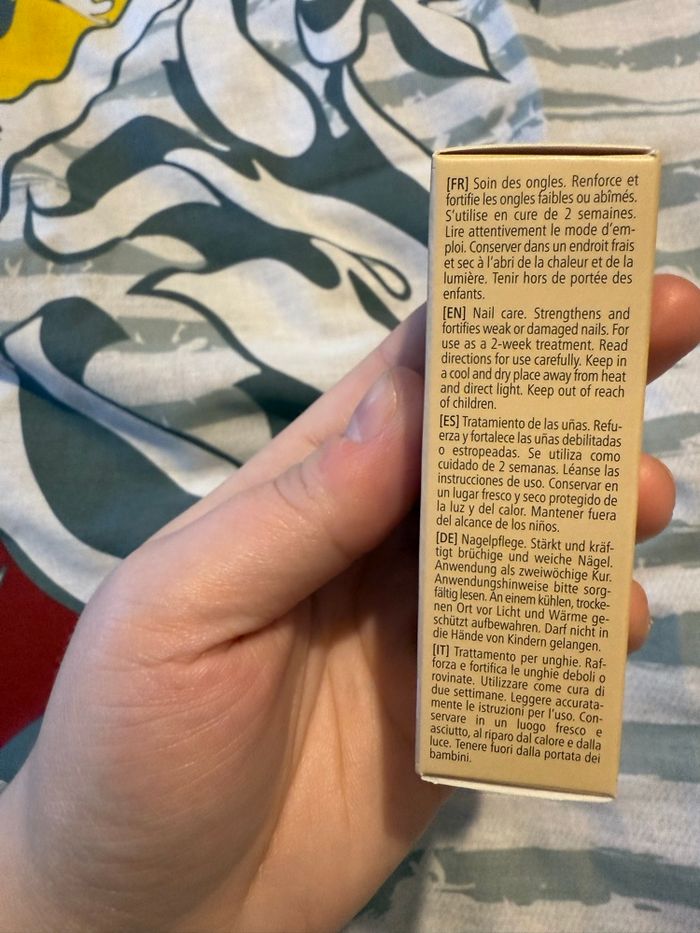 [FR] Soin des ongles. Renforce et
fortifie les ongles faibles ou abîmés.
S’utilise en cure de 2 semaines.
Lire attentivement le mode d’em-
ploi. Conserver dans un endroit frais
et sec à l’abri de la chaleur et de la
lumière. Tenir hors de portée des
enfants.
[EN] Nail care. Strengthens and
fortifies weak or damaged nails. For
use as a 2-week treatment. Read
directions for use carefully. Keep in
a cool and dry place away from heat
and direct light. Keep out of reach
of children.
[ES] Tratamiento de las uñas. Refu-
erza y fortalece las uñas debilitadas
o estropeadas. Se utiliza como
cuidado de 2 semanas. Léanse las
instrucciones de uso. Conservar en
un lugar fresco y seco protegido de
la luz y del calor. Mantener fuera
del alcance de los niños.
[DE] Nagelpflege. Stärkt und kräf-
tigt brüchige und weiche Nägel.
Anwendung als zweiwöchige Kur.
Anwendungshinweise bitte sorg-
fältig lesen. An einem kühlen, trocke-
nen Ort vor Licht und Wärme ge-
schützt aufbewahren. Darf nicht in
die Hände von Kindern gelangen.
[IT] Trattamento per unghie. Raf-
forza e fortifica le unghie deboli o
rovinate. Utilizzare come cura di
due settimane. Leggere accurata-
mente le istruzioni per l’uso. Con-
servare in un luogo fresco e
asciutto, al riparo dal calore e dalla
luce. Tenere fuori dalla portata dei
bambini.